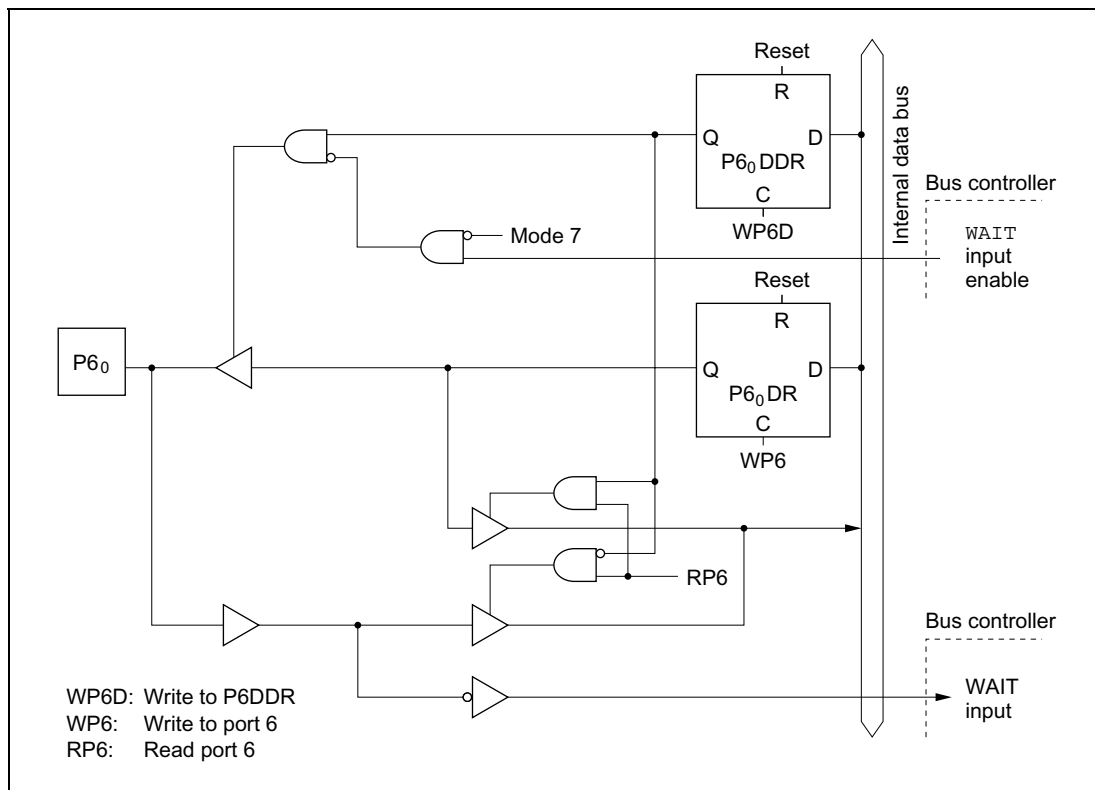 Reset
R
Q
D
P6₀DDR
C
WP6D
Internal data bus
Bus controller
WAIT
input
enable
Mode 7
Reset
R
P6₀
Q
D
P6₀DR
C
WP6
RP6
Bus controller
WAIT
input
WP6D: Write to P6DDR
WP6: Write to port 6
RP6: Read port 6